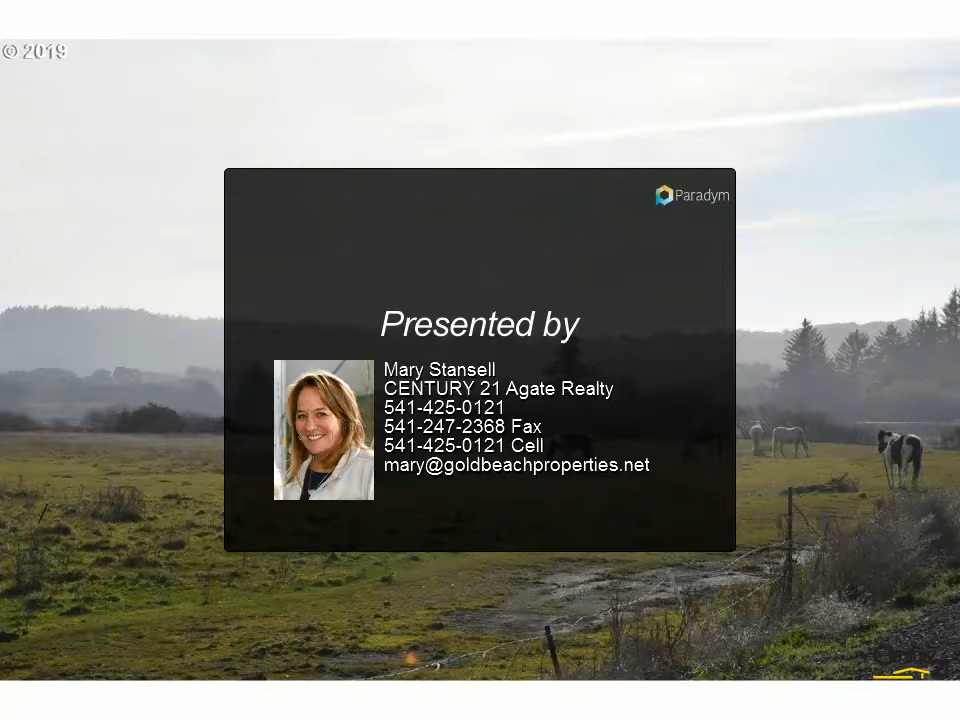 © 2019
Paradym
Presented by
Mary Stansell
CENTURY 21 Agate Realty
541-425-0121
541-247-2368 Fax
541-425-0121 Cell
mary@goldbeachproperties.net